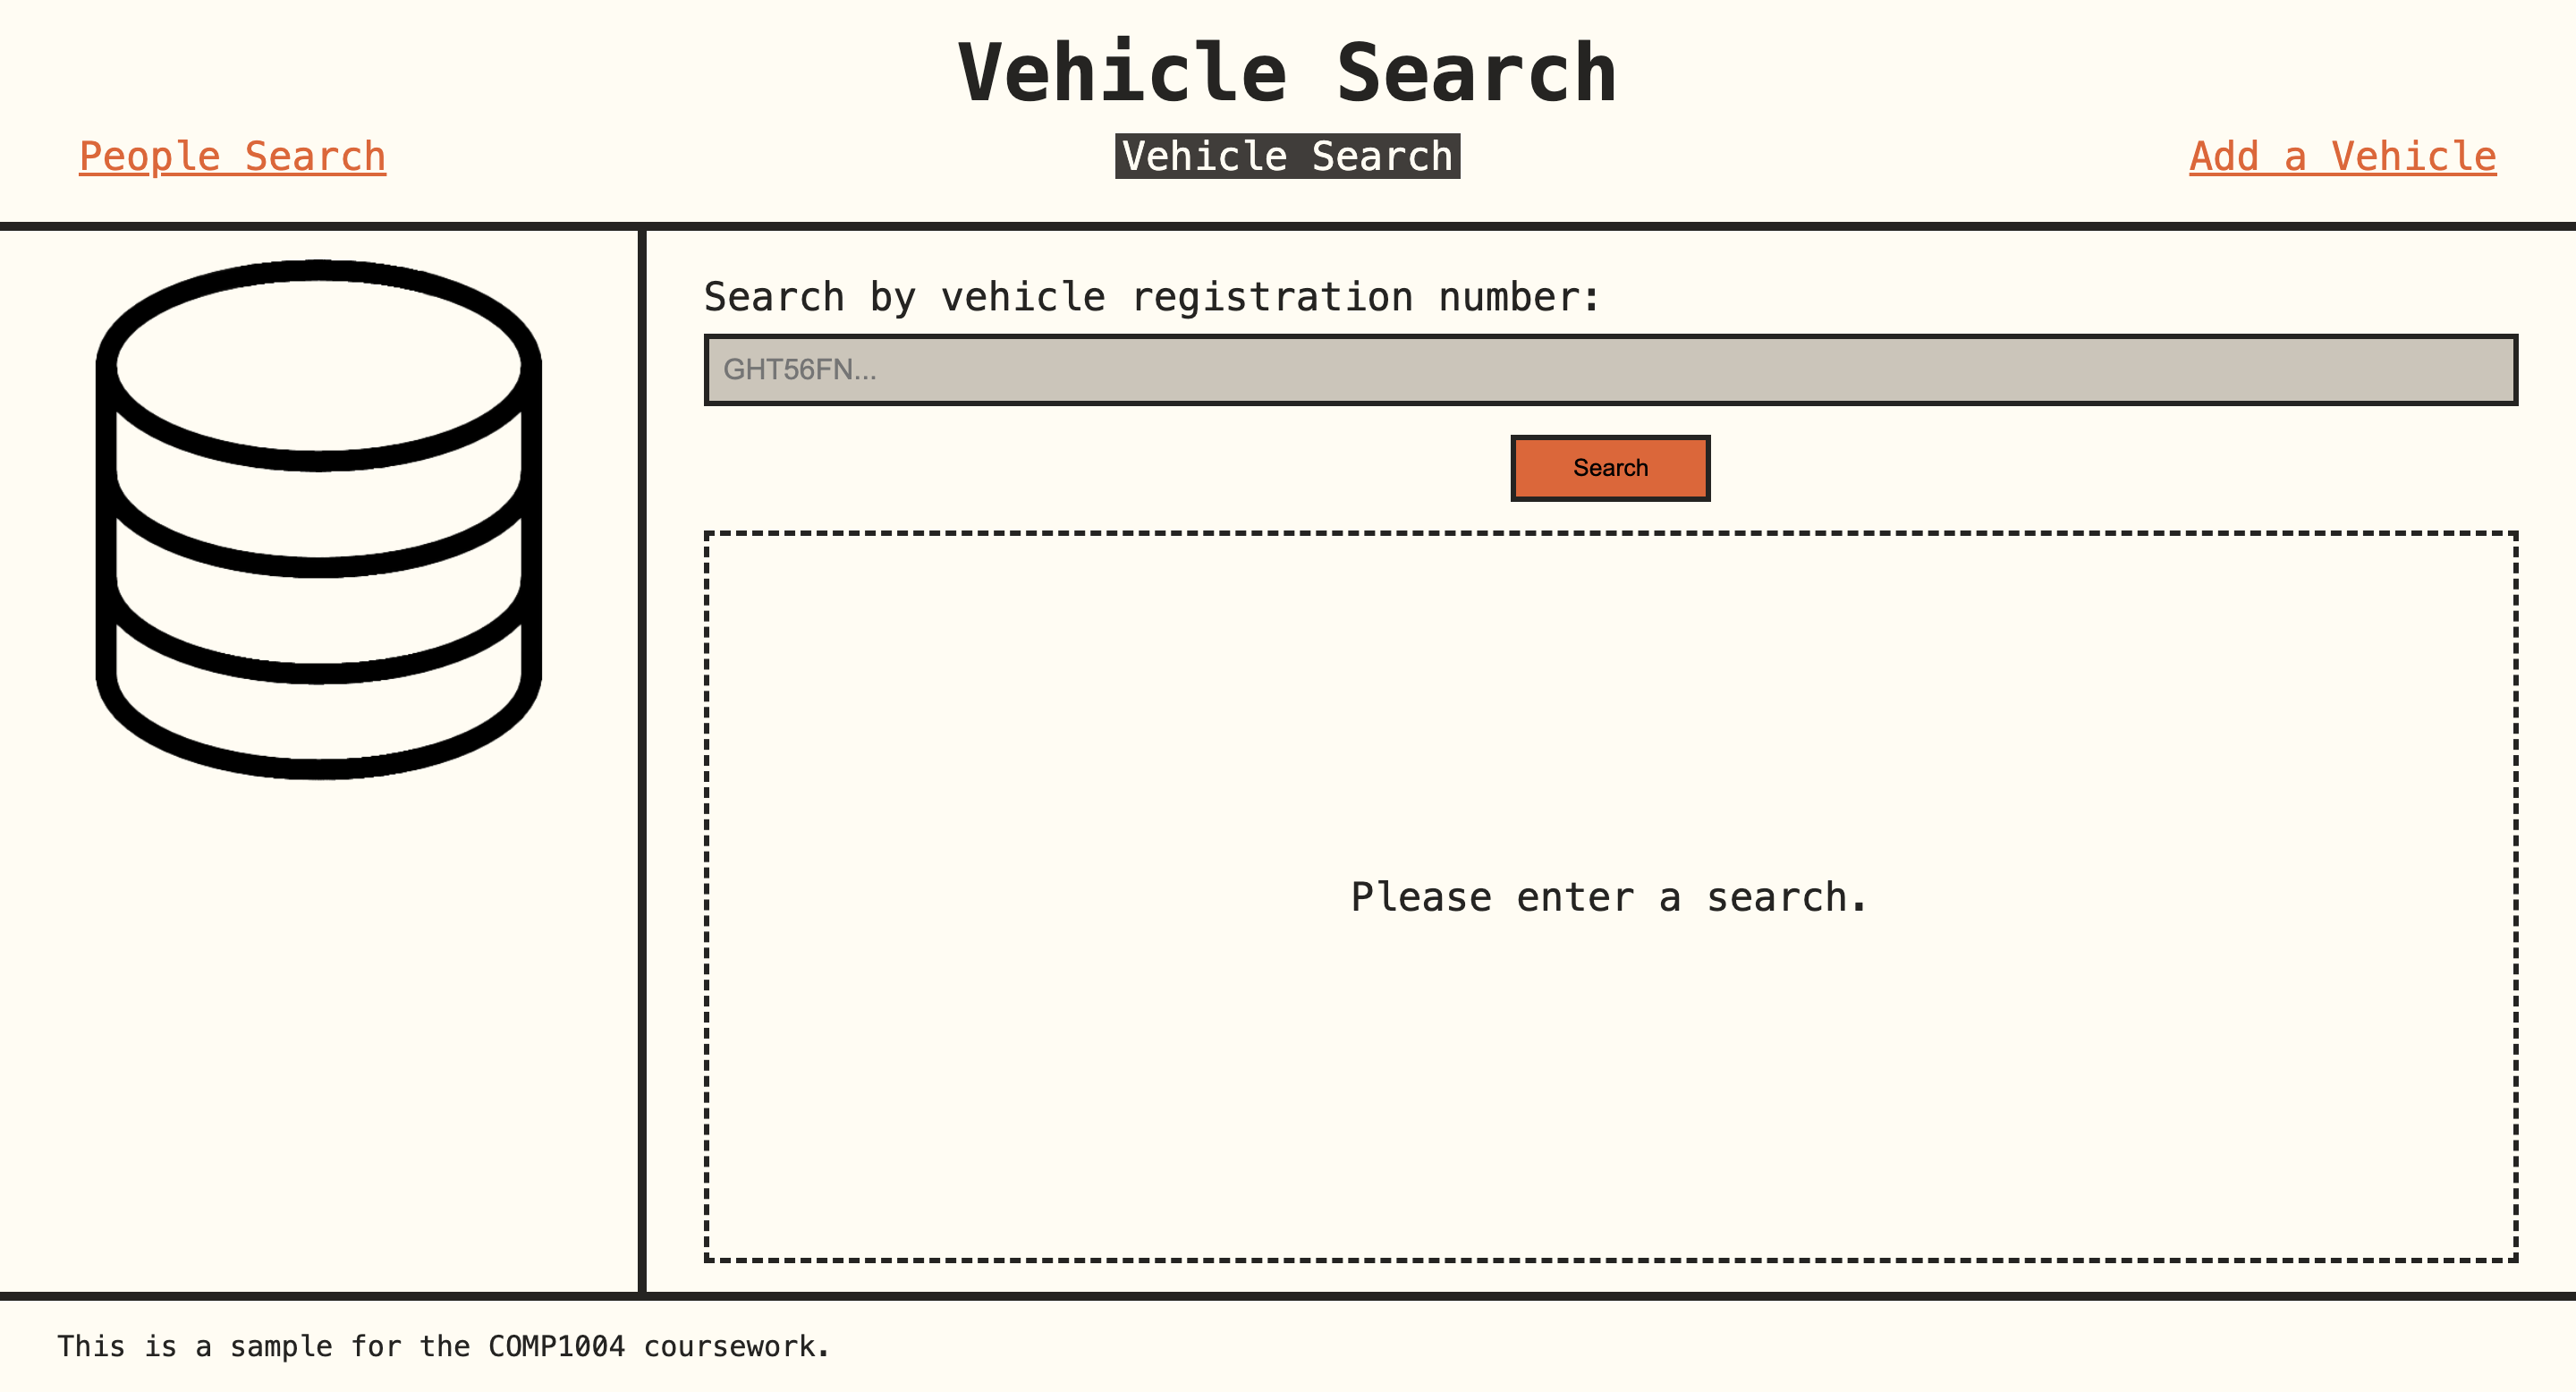 Vehicle Search
People Search
Vehicle Search
Add a Vehicle
Search by vehicle registration number:
GHT56FN...
Search
Please enter a search.
This is a sample for the COMP1004 coursework.